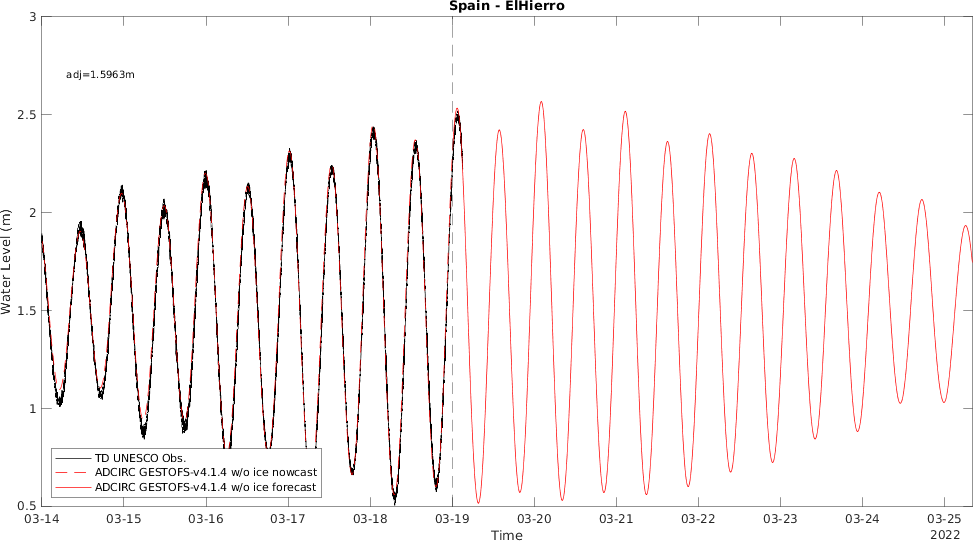 Spain - ElHierro
adj=1.5963m
3
2.5
2
1.5
1
0.5
Water Level (m)
TD UNESCO Obs.
ADCIRC GESTOFS-v4.1.4 w/o ice nowcast
ADCIRC GESTOFS-v4.1.4 w/o ice forecast
03-14 03-15 03-16 03-17 03-18 03-19 03-20 03-21 03-22 03-23 03-24 03-25
Time
2022